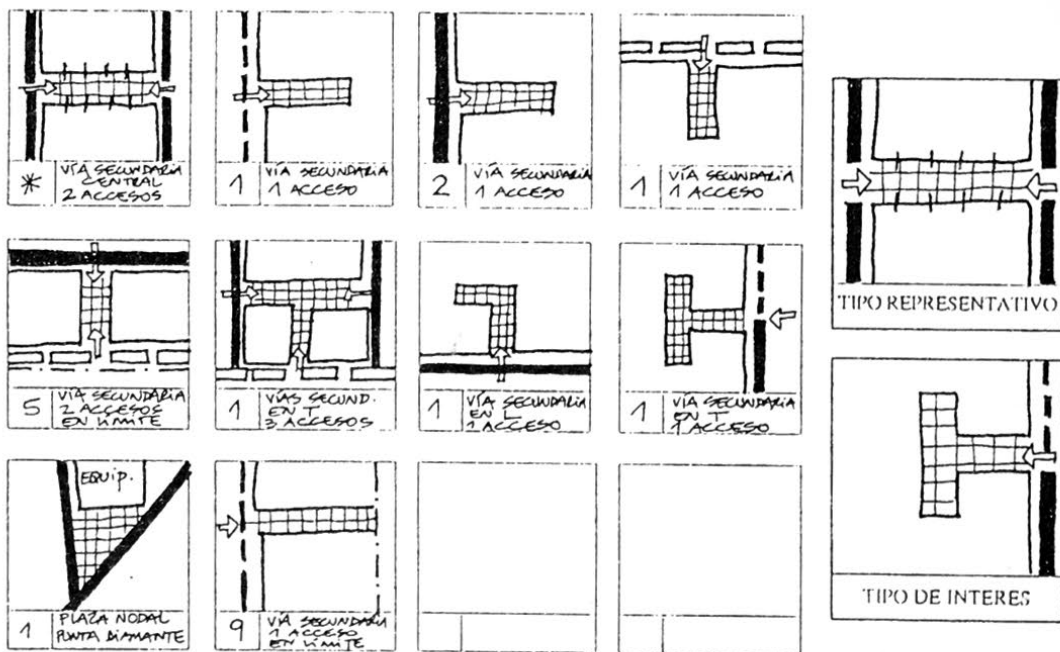 *
VÍA SECUNDARIA
CENTRAL
2 ACCESOS
1
VÍA SECUNDARIA
1 ACCESO
2
VÍA SECUNDARIA
1 ACCESO
1
VÍA SECUNDARIA
1 ACCESO
TIPO REPRESENTATIVO
5
VÍA SECUNDARIA
2 ACCESOS
EN LÍMITE
1
VÍAS SECUND.
EN T
3 ACCESOS
1
VÍA SECUNDARIA
EN L
1 ACCESO
1
VÍA SECUNDARIA
EN T
1 ACCESO
TIPO DE INTERES
EQUIP.
1
PLAZA NODAL
PUNTA DIAMANTE
9
VÍA SECUNDARIA
1 ACCESO
EN LÍMITE